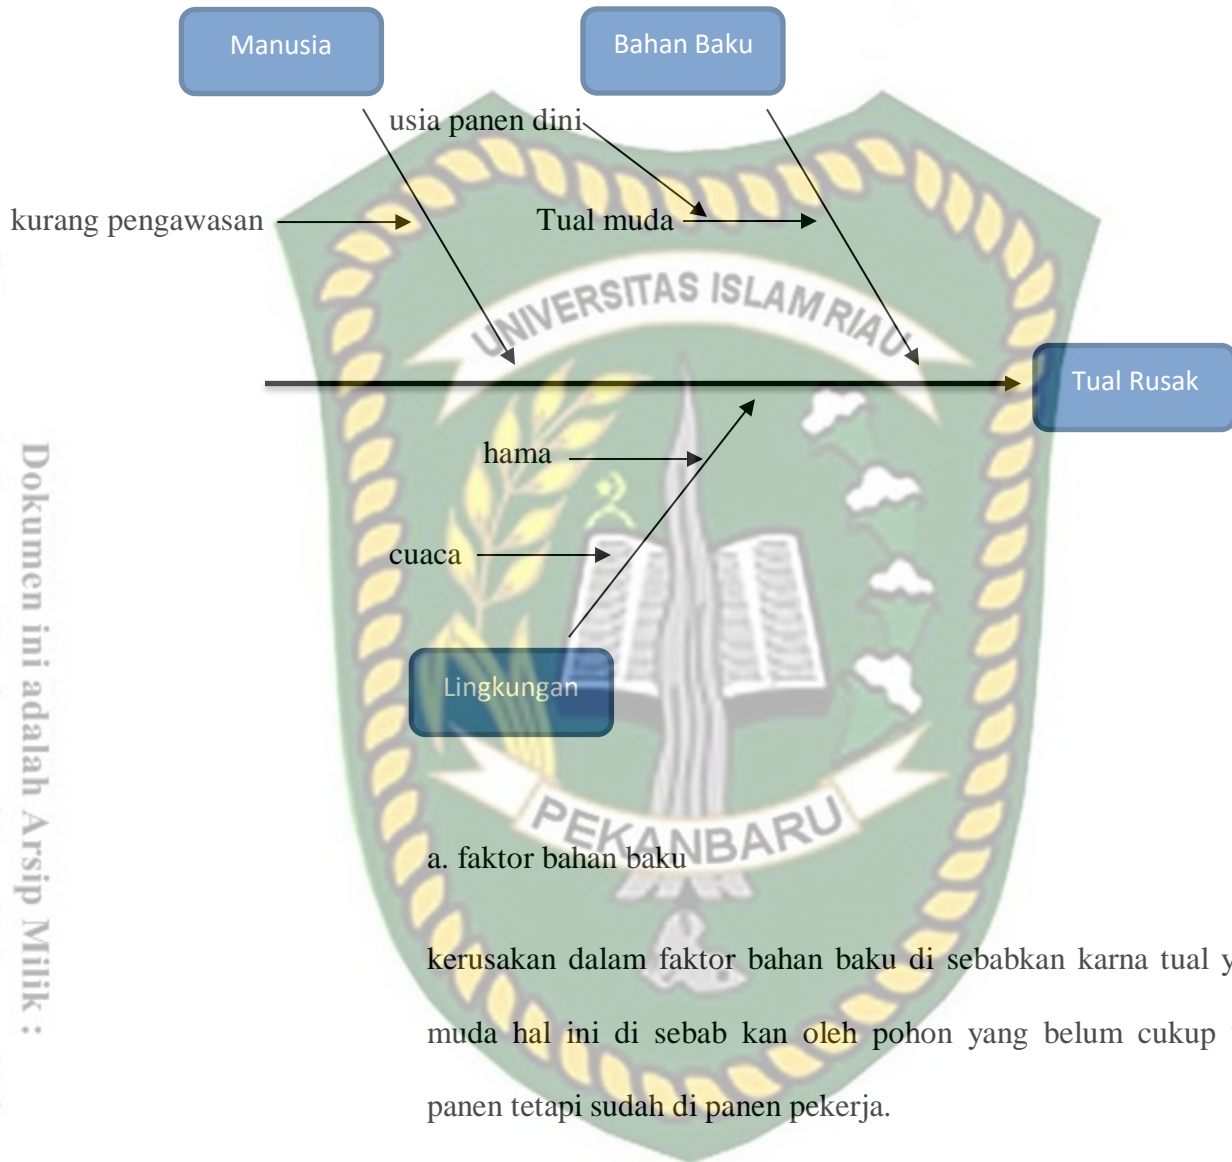 Manusia
Bahan Baku
usia panen dini
kurang pengawasan
Tual muda
UNIVERSITAS ISLAM RIAU
Tual Rusak
hama
cuaca
Lingkungan
PEKANBARU
Dokumen ini adalah Arsip Milik :
a. faktor bahan baku
kerusakan dalam faktor bahan baku di sebabkan karna tual
muda hal ini di sebab kan oleh pohon yang belum cukup
panen tetapi sudah di panen pekerja.